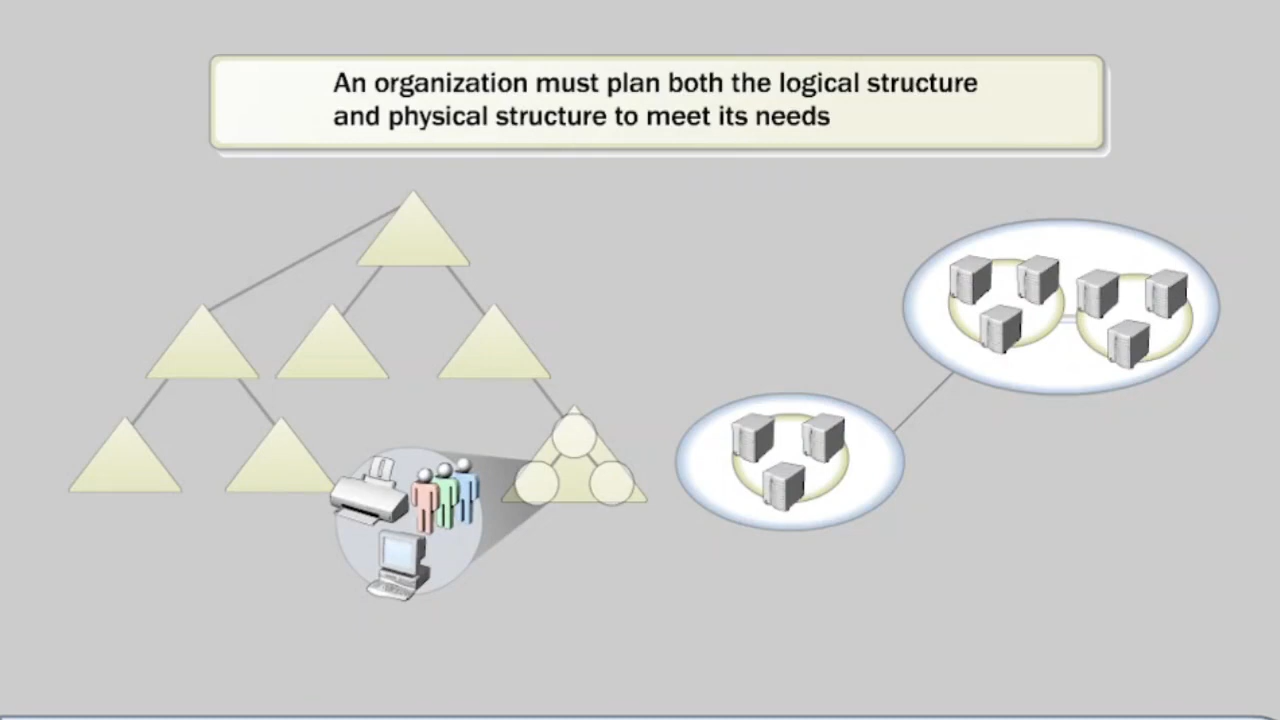 An organization must plan both the logical structure
and physical structure to meet its needs